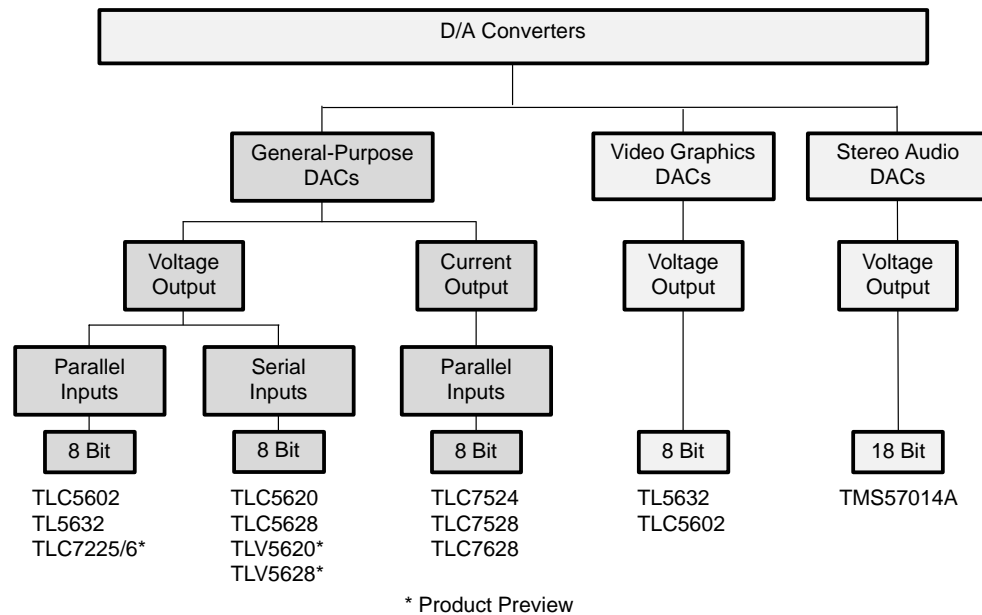 D/A Converters
General-Purpose
DACs
Video Graphics
DACs
Stereo Audio
DACs
Voltage
Output
Current
Output
Voltage
Output
Voltage
Output
Parallel
Inputs
Serial
Inputs
Parallel
Inputs
8 Bit
8 Bit
8 Bit
8 Bit
18 Bit
TLC5602
TL5632
TLC7225/6*
TLC5620
TLC5628
TLV5620*
TLV5628*
TLC7524
TLC7528
TLC7628
TL5632
TLC5602
TMS57014A
* Product Preview